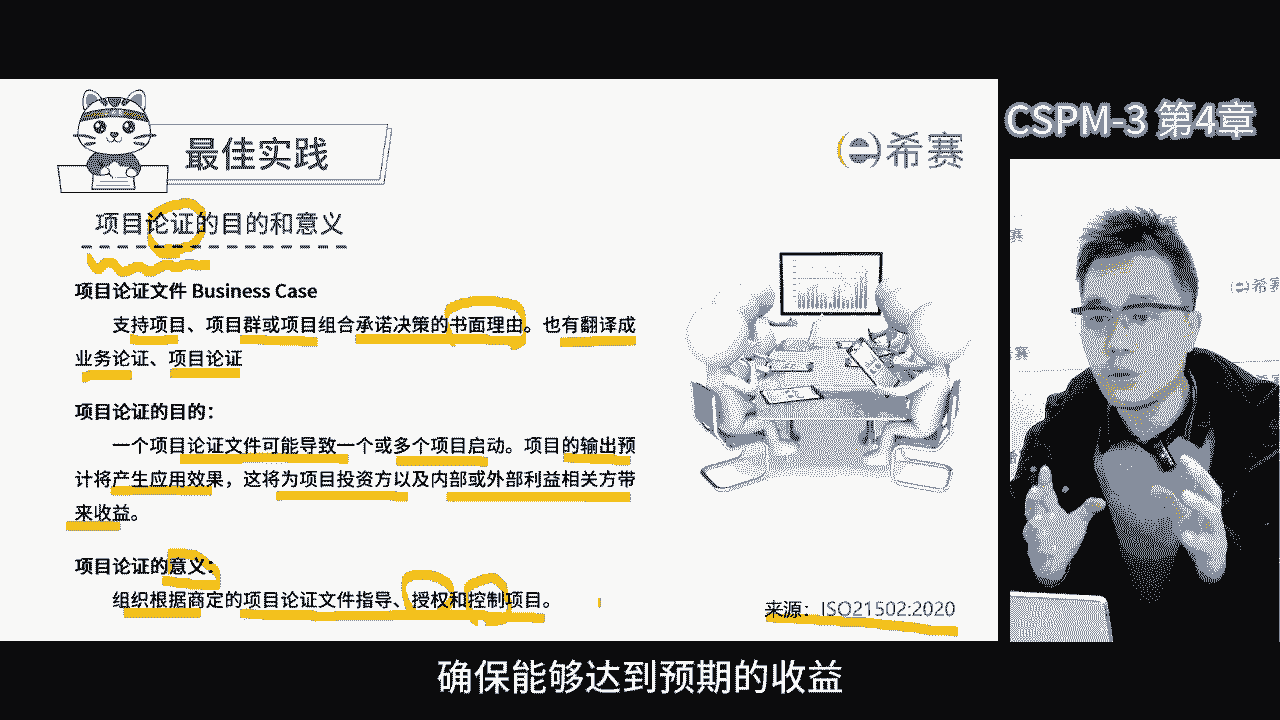 最佳实践
e希赛
CSPM-3 第4章
项目论证的目的和意义
项目论证文件 Business Case
支持项目、项目群或项目组合承诺决策的书面理由。也有翻译成
业务论证、项目论证
项目论证的目的：
一个项目论证文件可能导致一个或多个项目启动。项目的输出预
计将产生应用效果，这将为项目投资方以及内部或外部利益相关方带
来收益。
项目论证的意义：
组织根据商定的项目论证文件指导、授权和控制项目。
来源：ISO21502:2020
确保能够达到预期的收益